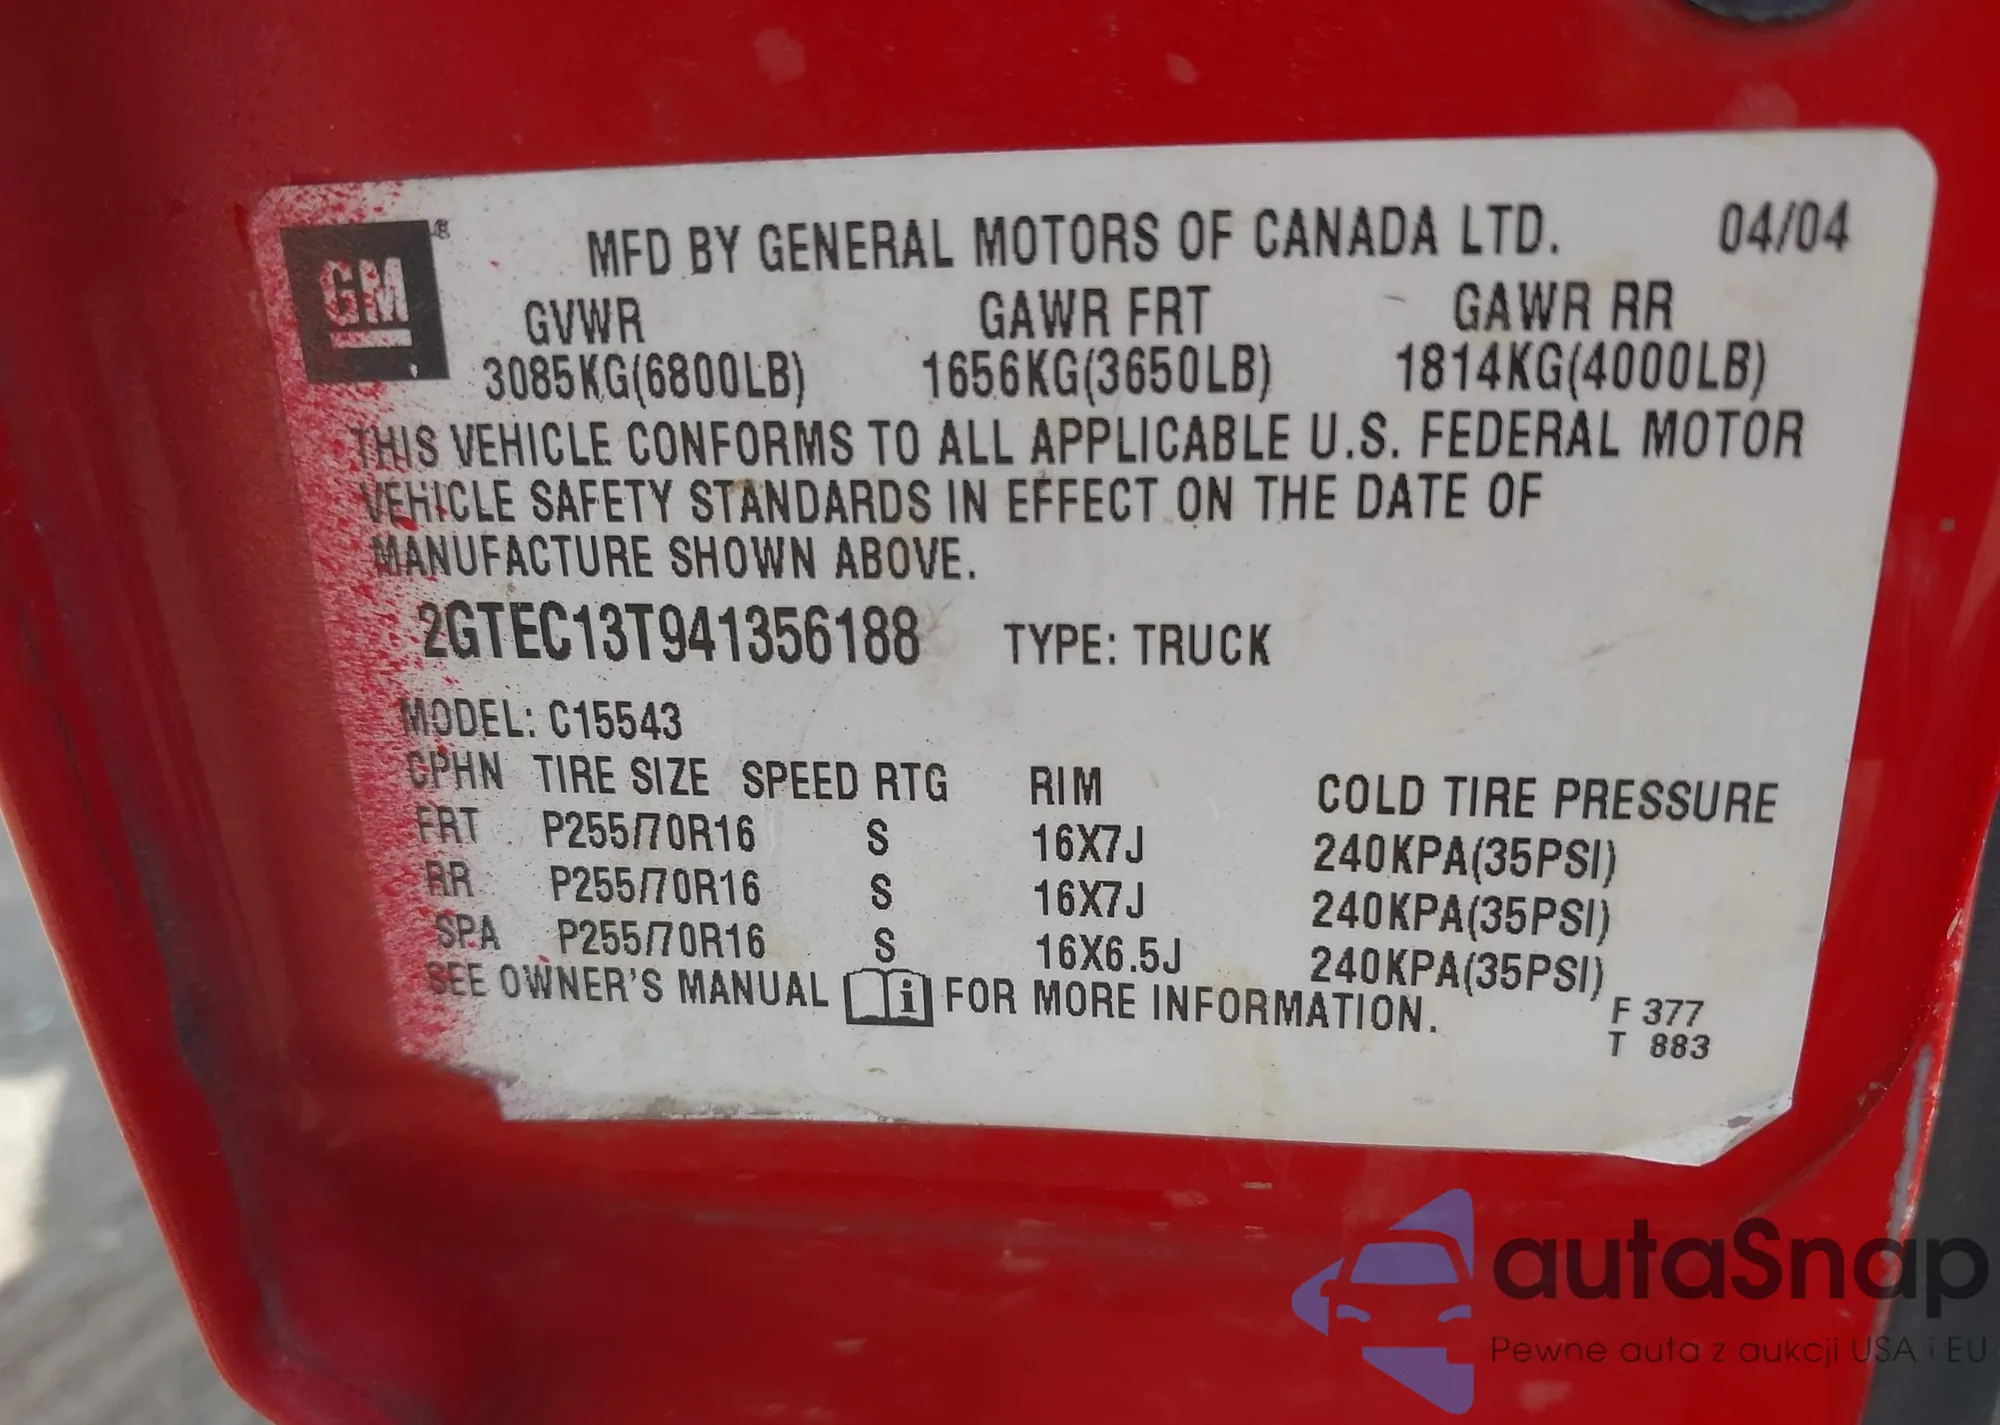 GM ®
MFD BY GENERAL MOTORS OF CANADA LTD. 04/04
GVWR GAWR FRT GAWR RR
3085KG(6800LB) 1656KG(3650LB) 1814KG(4000LB)
THIS VEHICLE CONFORMS TO ALL APPLICABLE U.S. FEDERAL MOTOR
VEHICLE SAFETY STANDARDS IN EFFECT ON THE DATE OF
MANUFACTURE SHOWN ABOVE.
2GTEC13T941356188 TYPE: TRUCK
MODEL: C15543
CPHN TIRE SIZE SPEED RTG RIM COLD TIRE PRESSURE
FRT P255/70R16 S 16X7J 240KPA(35PSI)
RR P255/70R16 S 16X7J 240KPA(35PSI)
SPA P255/70R16 S 16X6.5J 240KPA(35PSI)
SEE OWNER'S MANUAL i FOR MORE INFORMATION.
F 377
T 883
autaSnap
Pewne auta z aukcji USA i EU